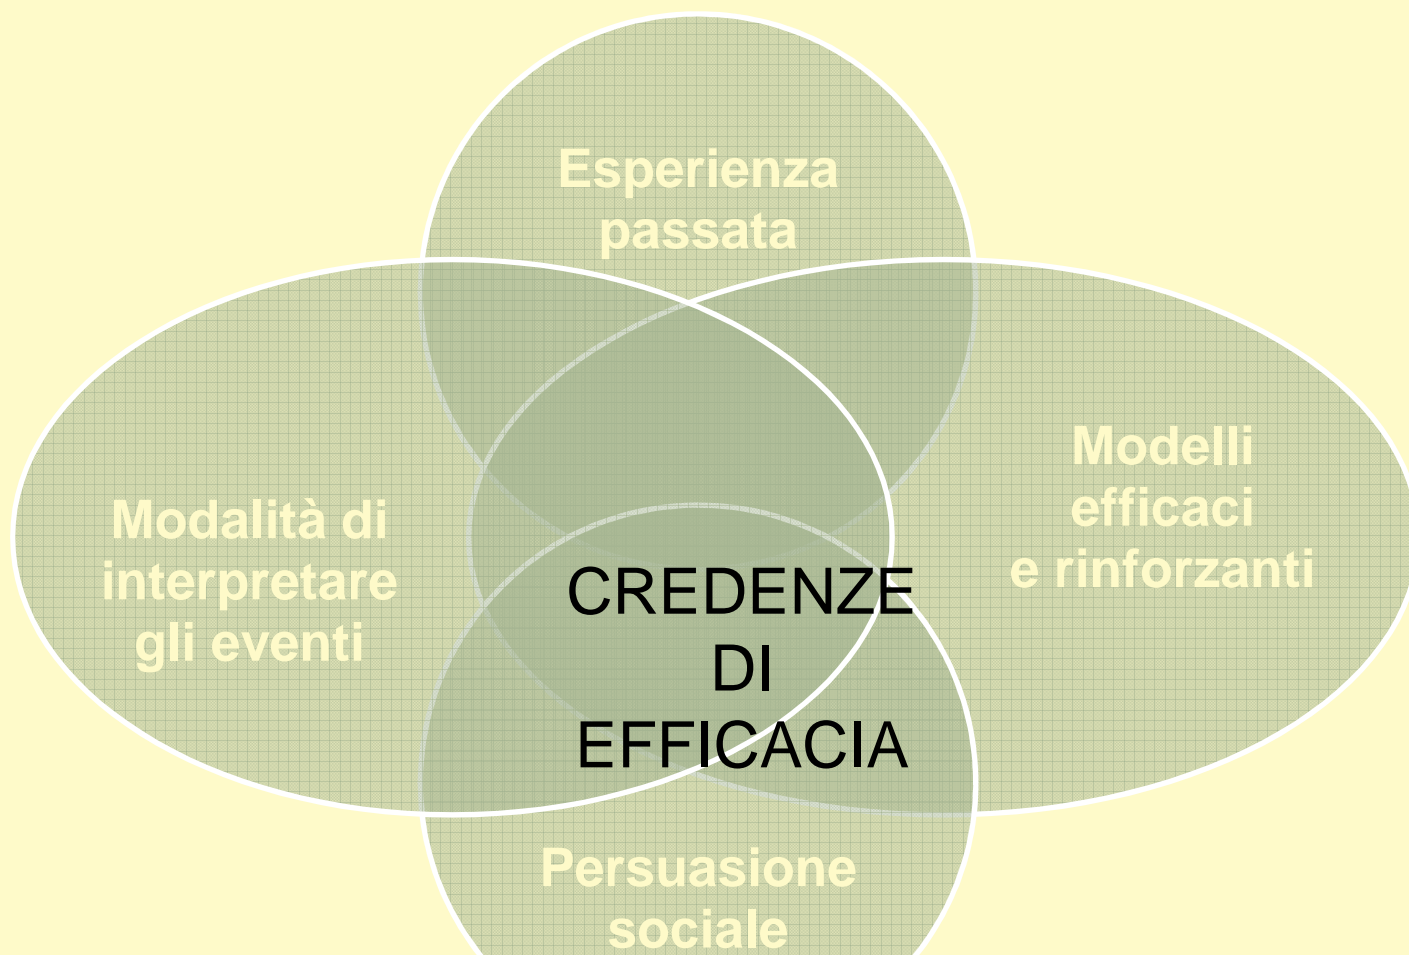 Esperienza
passata
Modelli
efficaci
e rinforzanti
Modalità di
interpretare
gli eventi
CREDENZE
DI
EFFICACIA
Persuasione
sociale